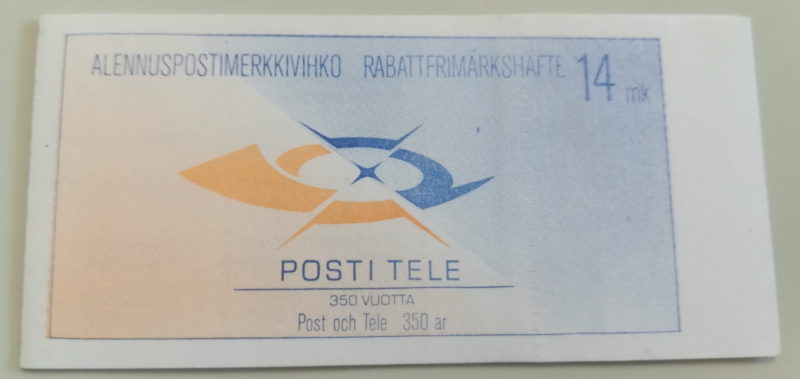 ALENNUSPOSTIMERKKIVIHKO RABATTFRIMÄRKSHÄFTE 14 mk
POSTI TELE
350 VUOTTA
Post och Tele 350 år